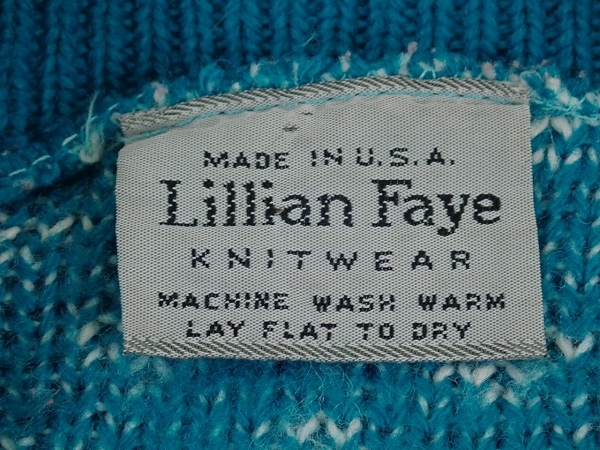 MADE IN U.S.A.
Lillian Faye
KNITWEAR
MACHINE WASH WARM
LAY FLAT TO DRY